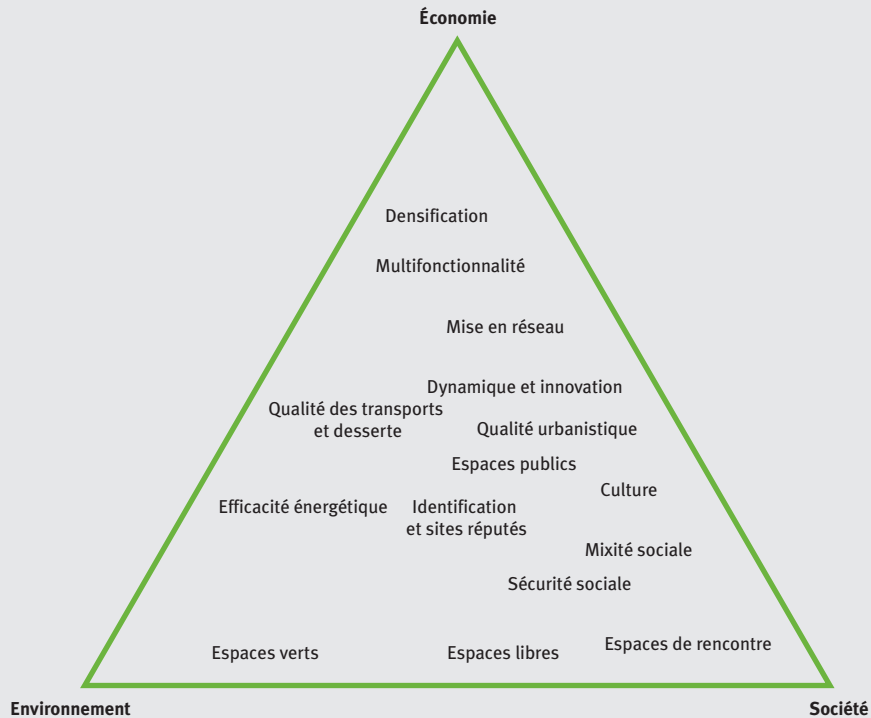 Économie
Densification
Multifonctionnalité
Mise en réseau
Dynamique et innovation
Qualité des transports
et desserte
Qualité urbanistique
Espaces publics
Culture
Efficacité énergétique
Identification
et sites réputés
Mixité sociale
Sécurité sociale
Espaces verts
Espaces libres
Espaces de rencontre
Environnement
Société